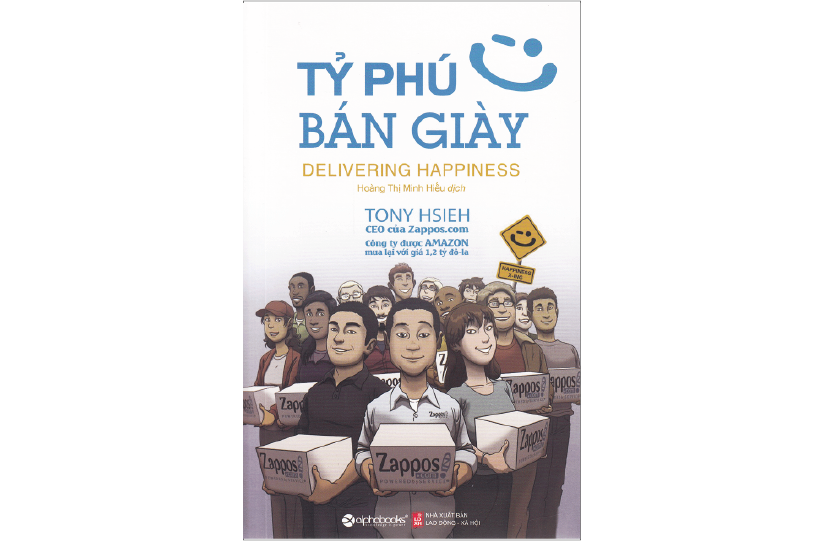 TỶ PHÚ
BÁN GIÀY
DELIVERING HAPPINESS
Hoàng Thị Minh Hiếu dịch
TONY HSIEH
CEO của Zappos.com
Công ty được AMAZON
mua lại với giá 1,2 tỷ đô-la
HAPPINESS
Zappos
Zappos
Zappos
Zappos
Zappos
Zappos
alphabooks
NHÀ XUẤT BẢN
LAO ĐỘNG - XÃ HỘI